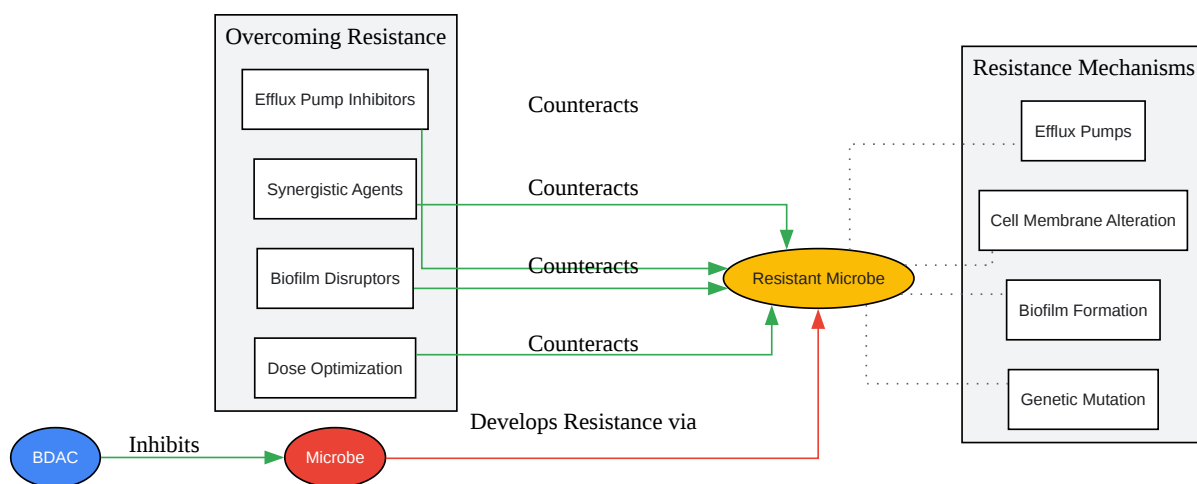 Overcoming Resistance
Efflux Pump Inhibitors
Synergistic Agents
Biofilm Disruptors
Dose Optimization
Counteracts
Counteracts
Counteracts
Counteracts
Resistant Microbe
Resistance Mechanisms
Efflux Pumps
Cell Membrane Alteration
Biofilm Formation
Genetic Mutation
BDAC
Inhibits
Microbe
Develops Resistance via